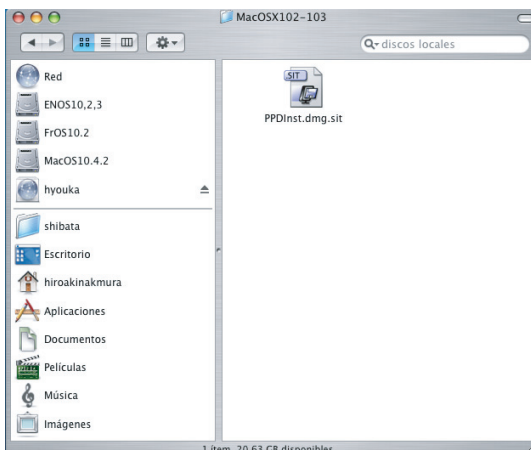 MacOSX102-103
discos locales
Red
ENOS10,2,3
FrOS10.2
MacOS10.4.2
hyouka
shibata
Escritorio
hiroakinakmura
Aplicaciones
Documentos
Películas
Música
Imágenes
SIT
PPDInst.dmg.sit
1 ítem, 20,63 GB disponibles